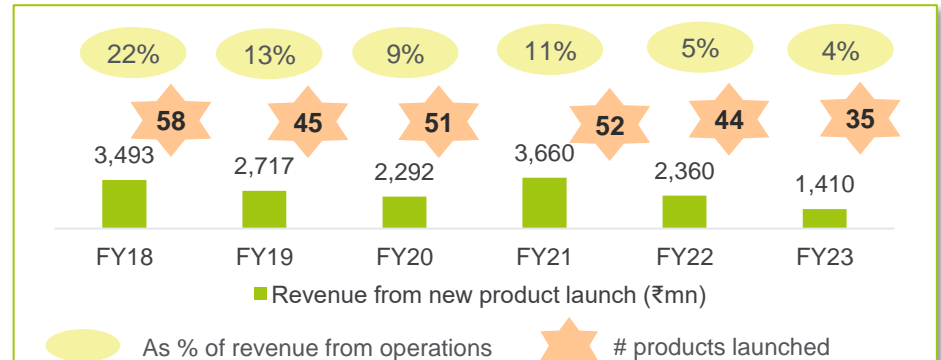 22% 13% 9% 11% 5% 4%
58 45 51 52 44 35
3,493 2,717 2,292 3,660 2,360 1,410
FY18 FY19 FY20 FY21 FY22 FY23
Revenue from new product launch (₹mn)
As % of revenue from operations # products launched